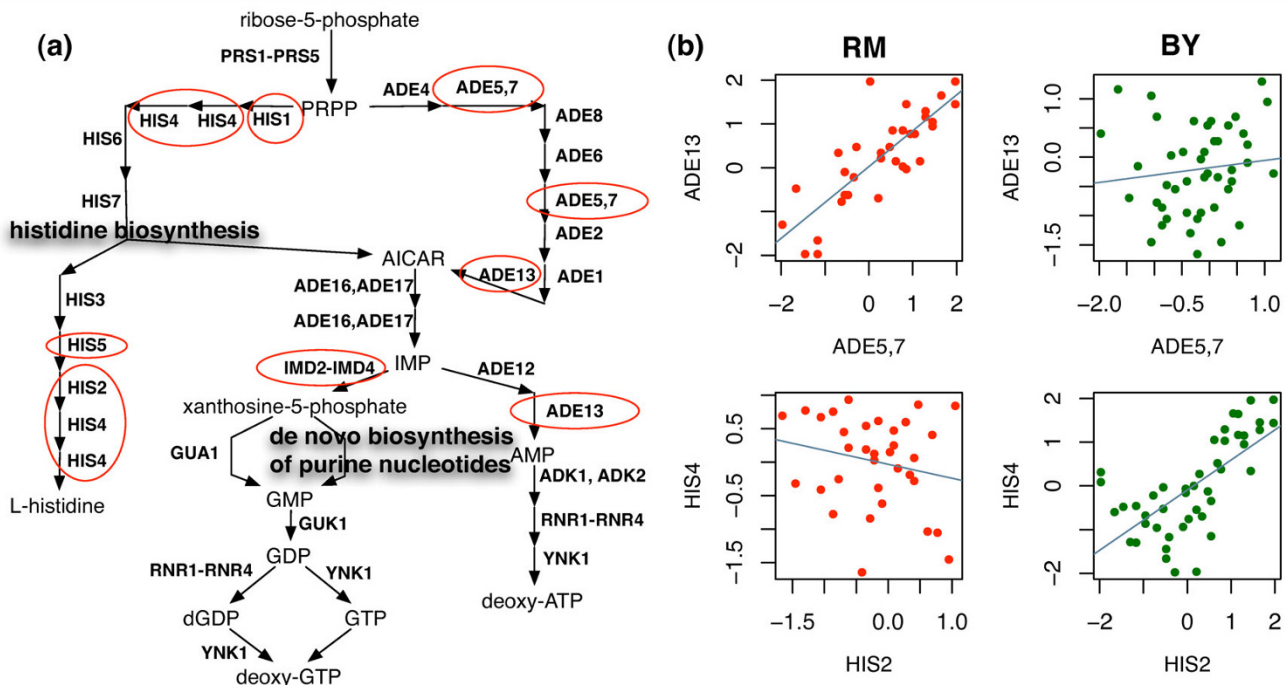 (a)
ribose-5-phosphate
PRS1-PRS5
PRPP
ADE4
ADE5,7
HIS4
HIS4
HIS1
HIS6
HIS7
ADE8
ADE6
ADE5,7
ADE2
ADE1
ADE13
histidine biosynthesis
AICAR
ADE16,ADE17
ADE16,ADE17
HIS3
HIS5
HIS2
HIS4
HIS4
L-histidine
IMP
IMD2-IMD4
ADE12
xanthosine-5-phosphate
ADE13
GUA1
de novo biosynthesis
of purine nucleotides
AMP
ADK1, ADK2
GMP
GUK1
RNR1-RNR4
GDP
YNK1
RNR1-RNR4
YNK1
deoxy-ATP
dGDP
GTP
YNK1
deoxy-GTP
(b)
RM
BY
ADE13
2
1
0
−2
−2
0
1
2
ADE5,7
ADE13
1.0
0.0
−1.5
−2.0
−0.5
1.0
ADE5,7
HIS4
0.5
−0.5
−1.5
−1.5
0.0
1.0
HIS2
HIS4
2
1
0
−2
−2
0
1
2
HIS2